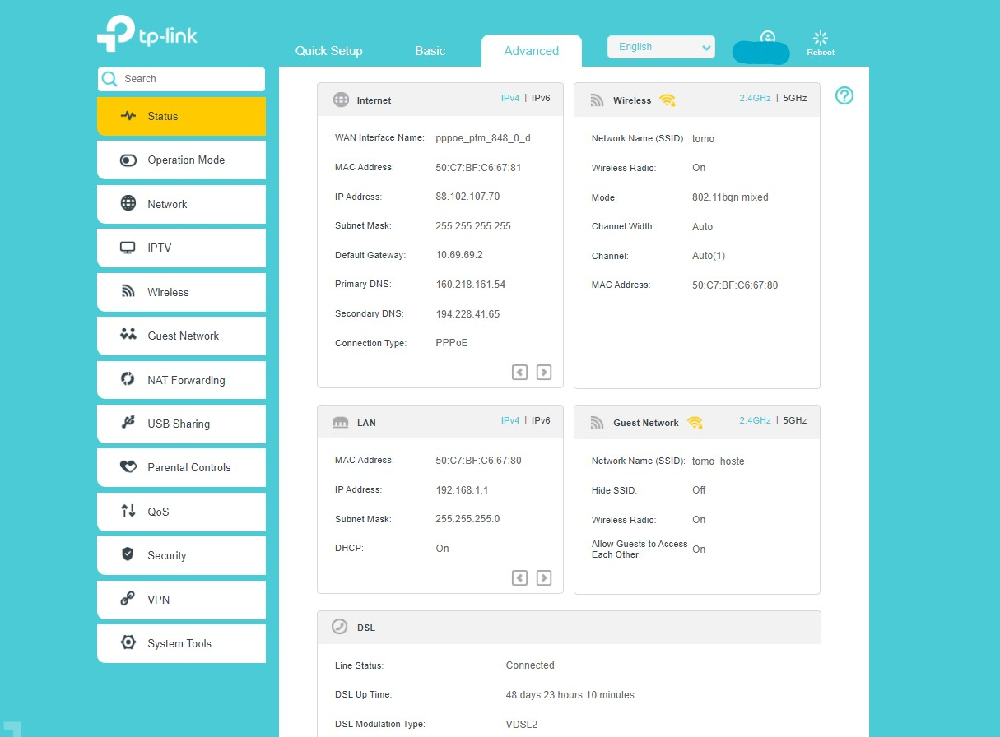 tp-link
Quick Setup
Basic
Advanced
English
Reboot
Search
Status
Operation Mode
Network
IPTV
Wireless
Guest Network
NAT Forwarding
USB Sharing
Parental Controls
QoS
Security
VPN
System Tools
Internet IPv4 | IPv6
WAN Interface Name: pppoe_ptm_848_0_d
MAC Address: 50:C7:BF:C6:67:81
IP Address: 88.102.107.70
Subnet Mask: 255.255.255.255
Default Gateway: 10.69.69.2
Primary DNS: 160.218.161.54
Secondary DNS: 194.228.41.65
Connection Type: PPPoE
Wireless 2.4GHz | 5GHz
Network Name (SSID): tomo
Wireless Radio: On
Mode: 802.11bgn mixed
Channel Width: Auto
Channel: Auto(1)
MAC Address: 50:C7:BF:C6:67:80
LAN IPv4 | IPv6
MAC Address: 50:C7:BF:C6:67:80
IP Address: 192.168.1.1
Subnet Mask: 255.255.255.0
DHCP: On
Guest Network 2.4GHz | 5GHz
Network Name (SSID): tomo_hoste
Hide SSID: Off
Wireless Radio: On
Allow Guests to Access
Each Other: On
DSL
Line Status: Connected
DSL Up Time: 48 days 23 hours 10 minutes
DSL Modulation Type: VDSL2